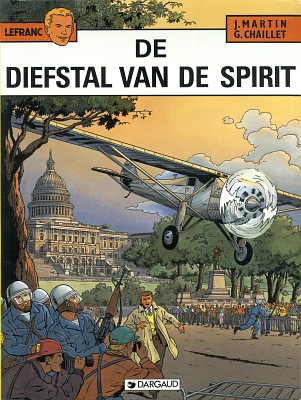 LEFRANC
J. MARTIN
G. CHAILLET
DE
DIEFSTAL VAN DE SPIRIT
DARGAUD